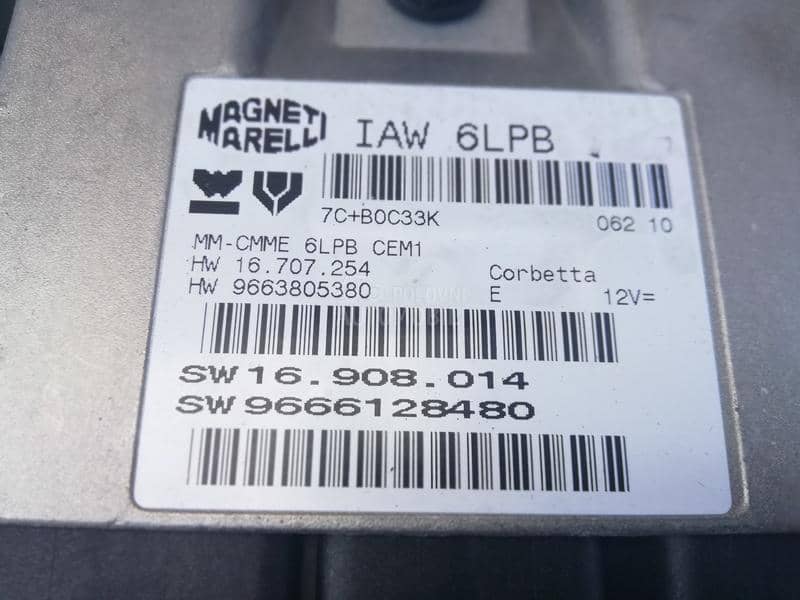 MAGNETI MARELLI
IAW 6LPB
7C+B0C33K 062 10
MM-CMME 6LPB CEM1
HW 16.707.254 Corbetta
HW 9663805380 E 12V=
SW 16.908.014
SW 9666128480